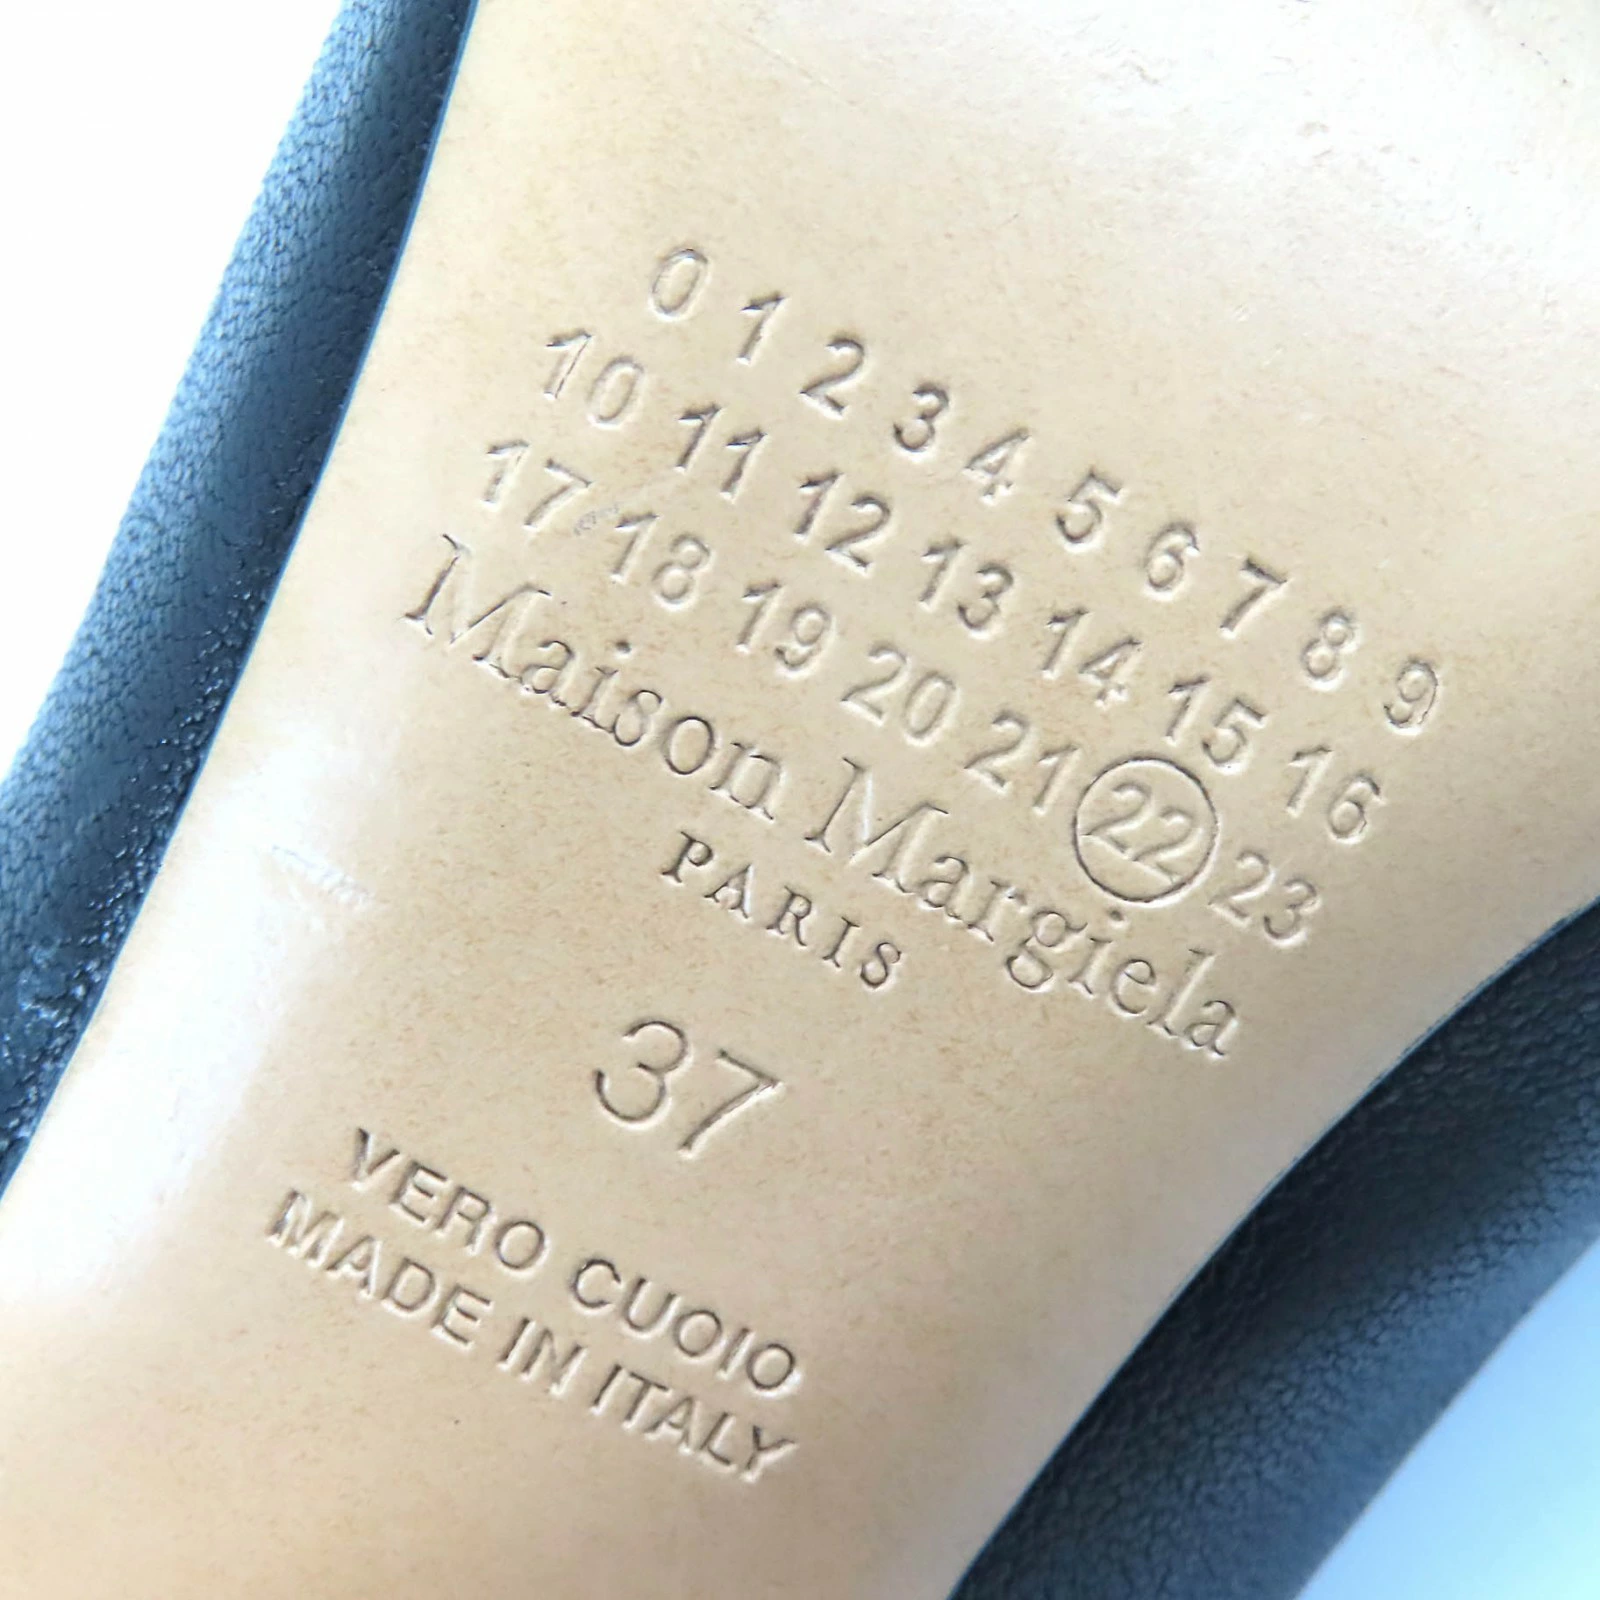 0 1 2 3 4 5 6 7 8 9
10 11 12 13 14 15 16
17 18 19 20 21 22 23
Maison Margiela
PARIS
37
VERO CUOIO
MADE IN ITALY